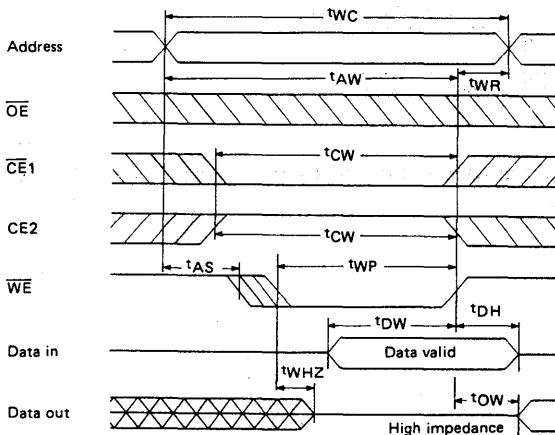 tWC
Address
tAW
tWR
OE
CE1
tCW
CE2
tCW
tAS
tWP
WE
tDW
tDH
Data in
Data valid
tWHZ
tOW
Data out
High impedance